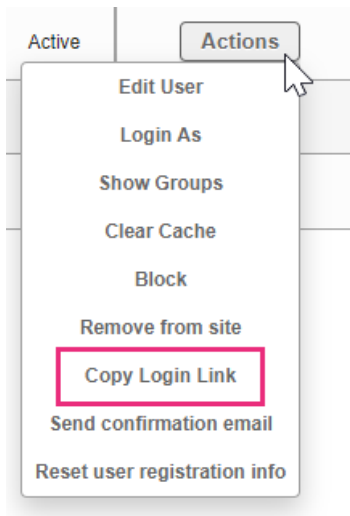 Active
Actions
Edit User
Login As
Show Groups
Clear Cache
Block
Remove from site
Copy Login Link
Send confirmation email
Reset user registration info